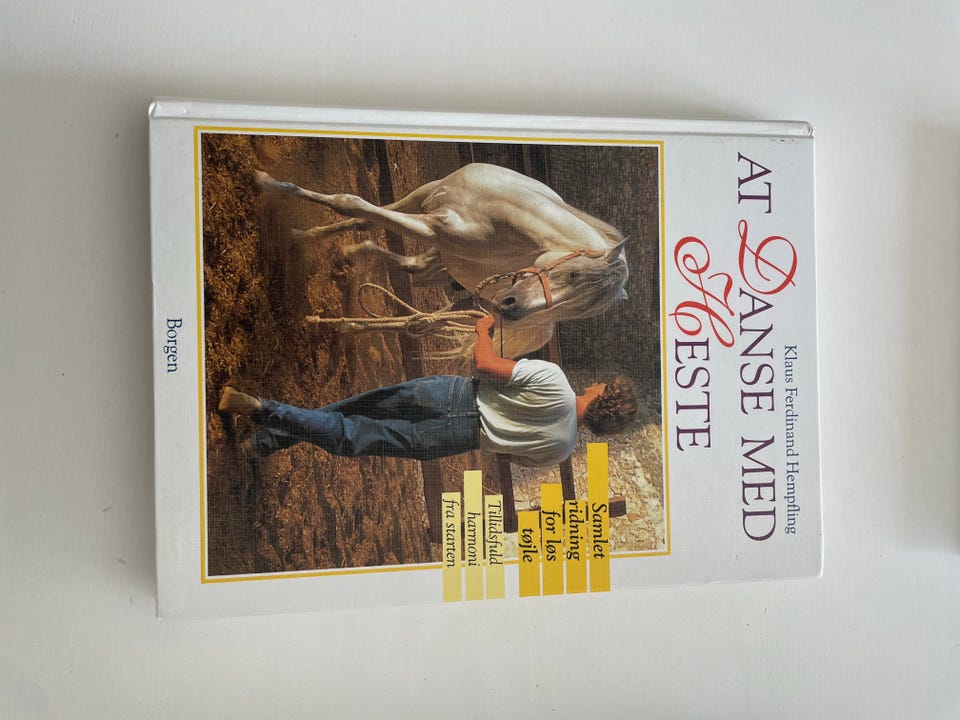 Klaus Ferdinand Hempfling
AT DANSE MED
HESTE
Samlet
ridning
for løs
tøjle
Tillidsfuld
harmoni
fra starten
Borgen